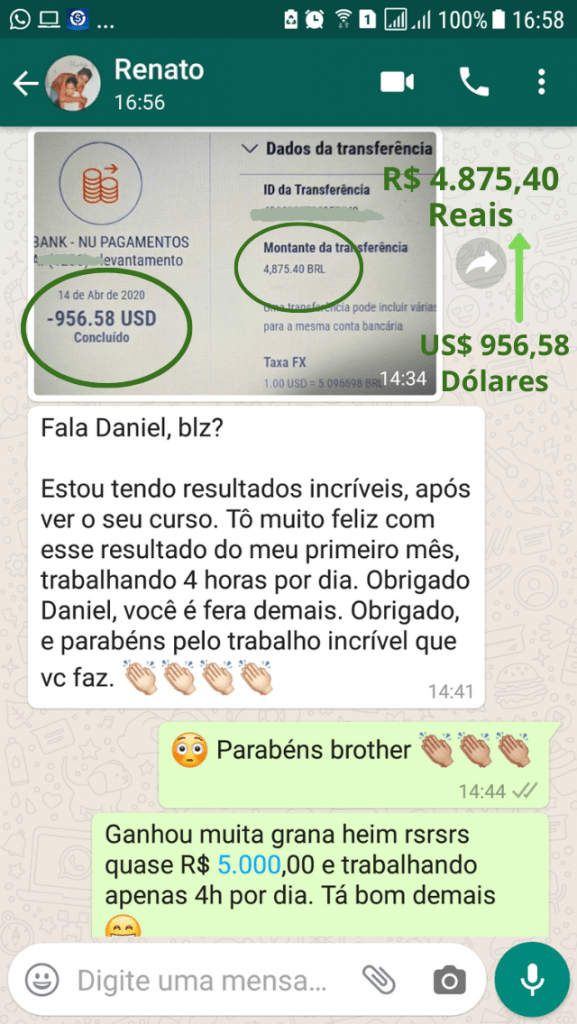 ... 1 100% 16:58
Renato
16:56
Dados da transferência
R$ 4.875,40
Reais
ID da Transferência
BANK - NU PAGAMENTOS
levantamento
Montante da transferência
4,875.40 BRL
14 de Abr de 2020
-956.58 USD
Concluído
Uma transferência pode incluir várias
para a mesma conta bancária
US$ 956,58
Dólares
Taxa FX
1.00 USD = 5.096698 BRL
14:34
Fala Daniel, blz?
Estou tendo resultados incríveis, após
ver o seu curso. Tô muito feliz com
esse resultado do meu primeiro mês,
trabalhando 4 horas por dia. Obrigado
Daniel, você é fera demais. Obrigado,
e parabéns pelo trabalho incrível que
vc faz. 👏🏻👏🏻👏🏻👏🏻
14:41
😳 Parabéns brother 👏🏽👏🏽👏🏽
14:44
Ganhou muita grana heim rsrsrs
quase R$ 5.000,00 e trabalhando
apenas 4h por dia. Tá bom demais
😁
Digite uma mensa...